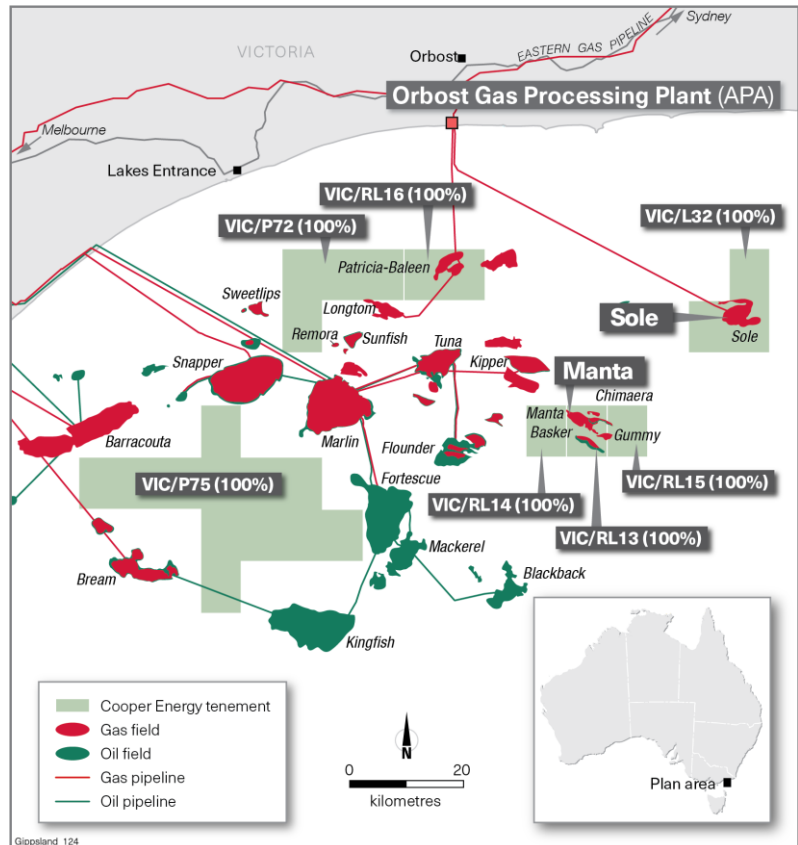 Sydney
EASTERN GAS PIPELINE
VICTORIA
Orbost
Orbost Gas Processing Plant (APA)
Melbourne
Lakes Entrance
VIC/RL16 (100%)
VIC/P72 (100%)
VIC/L32 (100%)
Patricia-Baleen
Sweetlips
Longtom
Sole
Remora
Sunfish
Sole
Tuna
Snapper
Kipper
Manta
Chimaera
Manta
Barracouta
Marlin
Basker
Gummy
Flounder
Fortescue
VIC/P75 (100%)
VIC/RL14 (100%)
VIC/RL15 (100%)
VIC/RL13 (100%)
Mackerel
Bream
Blackback
Kingfish
Cooper Energy tenement
Gas field
Oil field
Gas pipeline
Oil pipeline
N
0 20
kilometres
Plan area
Gippsland 124